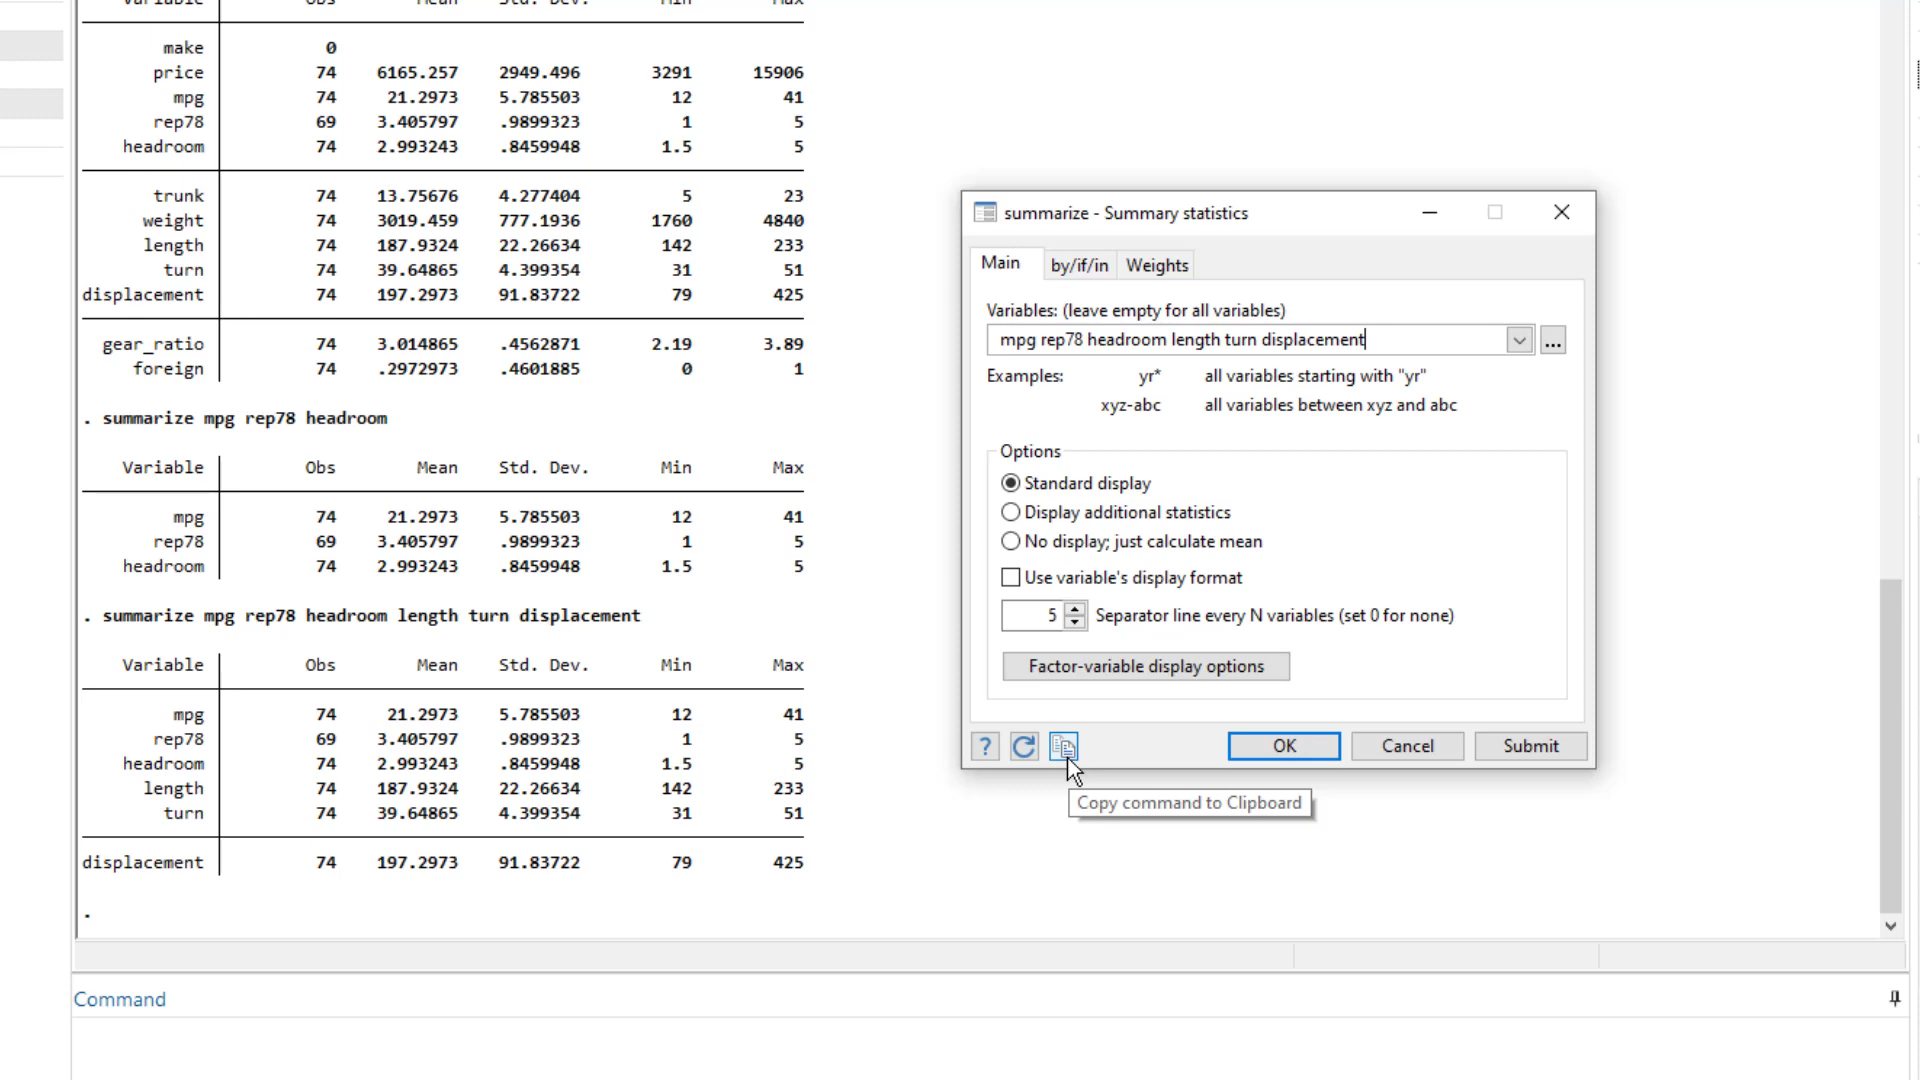 Variable Obs Mean Std. Dev. Min Max
make 0
price 74 6165.257 2949.496 3291 15906
mpg 74 21.2973 5.785503 12 41
rep78 69 3.405797 .9899323 1 5
headroom 74 2.993243 .8459948 1.5 5
trunk 74 13.75676 4.277404 5 23
weight 74 3019.459 777.1936 1760 4840
length 74 187.9324 22.26634 142 233
turn 74 39.64865 4.399354 31 51
displacement 74 197.2973 91.83722 79 425
gear_ratio 74 3.014865 .4562871 2.19 3.89
foreign 74 .2972973 .4601885 0 1
. summarize mpg rep78 headroom
Variable Obs Mean Std. Dev. Min Max
mpg 74 21.2973 5.785503 12 41
rep78 69 3.405797 .9899323 1 5
headroom 74 2.993243 .8459948 1.5 5
. summarize mpg rep78 headroom length turn displacement
Variable Obs Mean Std. Dev. Min Max
mpg 74 21.2973 5.785503 12 41
rep78 69 3.405797 .9899323 1 5
headroom 74 2.993243 .8459948 1.5 5
length 74 187.9324 22.26634 142 233
turn 74 39.64865 4.399354 31 51
displacement 74 197.2973 91.83722 79 425
.
summarize - Summary statistics
Main by/if/in Weights
Variables: (leave empty for all variables)
mpg rep78 headroom length turn displacement
...
Examples: yr* all variables starting with "yr"
xyz-abc all variables between xyz and abc
Options
Standard display
Display additional statistics
No display; just calculate mean
Use variable's display format
5 Separator line every N variables (set 0 for none)
Factor-variable display options
? OK Cancel Submit
Copy command to Clipboard
Command